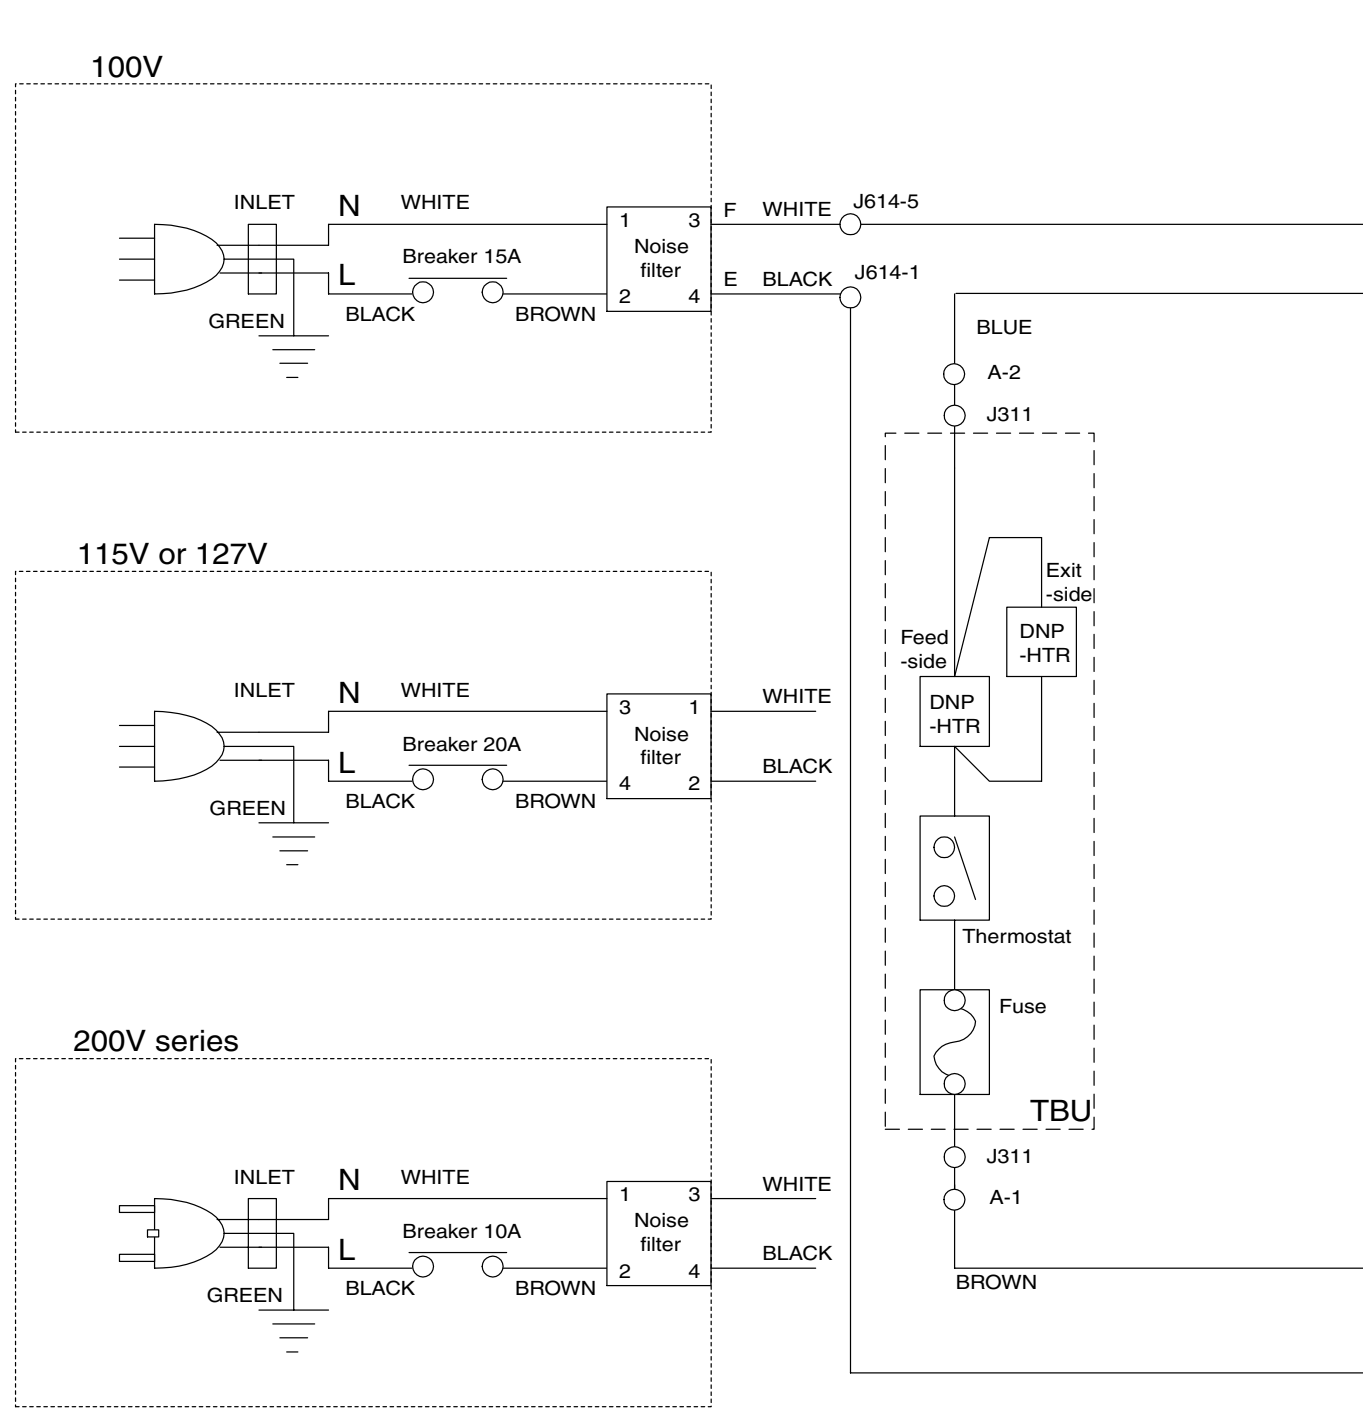 100V
INLET N WHITE
L
Breaker 15A
GREEN
BLACK
BROWN
1 3
Noise
filter
2 4
F WHITE J614-5
E BLACK J614-1
BLUE
A-2
J311
115V or 127V
INLET N WHITE
L
Breaker 20A
GREEN
BLACK
BROWN
3 1
Noise
filter
4 2
WHITE
BLACK
Exit
-side
DNP
-HTR
Feed
-side
DNP
-HTR
Thermostat
Fuse
TBU
J311
A-1
BROWN
200V series
INLET N WHITE
L
Breaker 10A
GREEN
BLACK
BROWN
1 3
Noise
filter
2 4
WHITE
BLACK